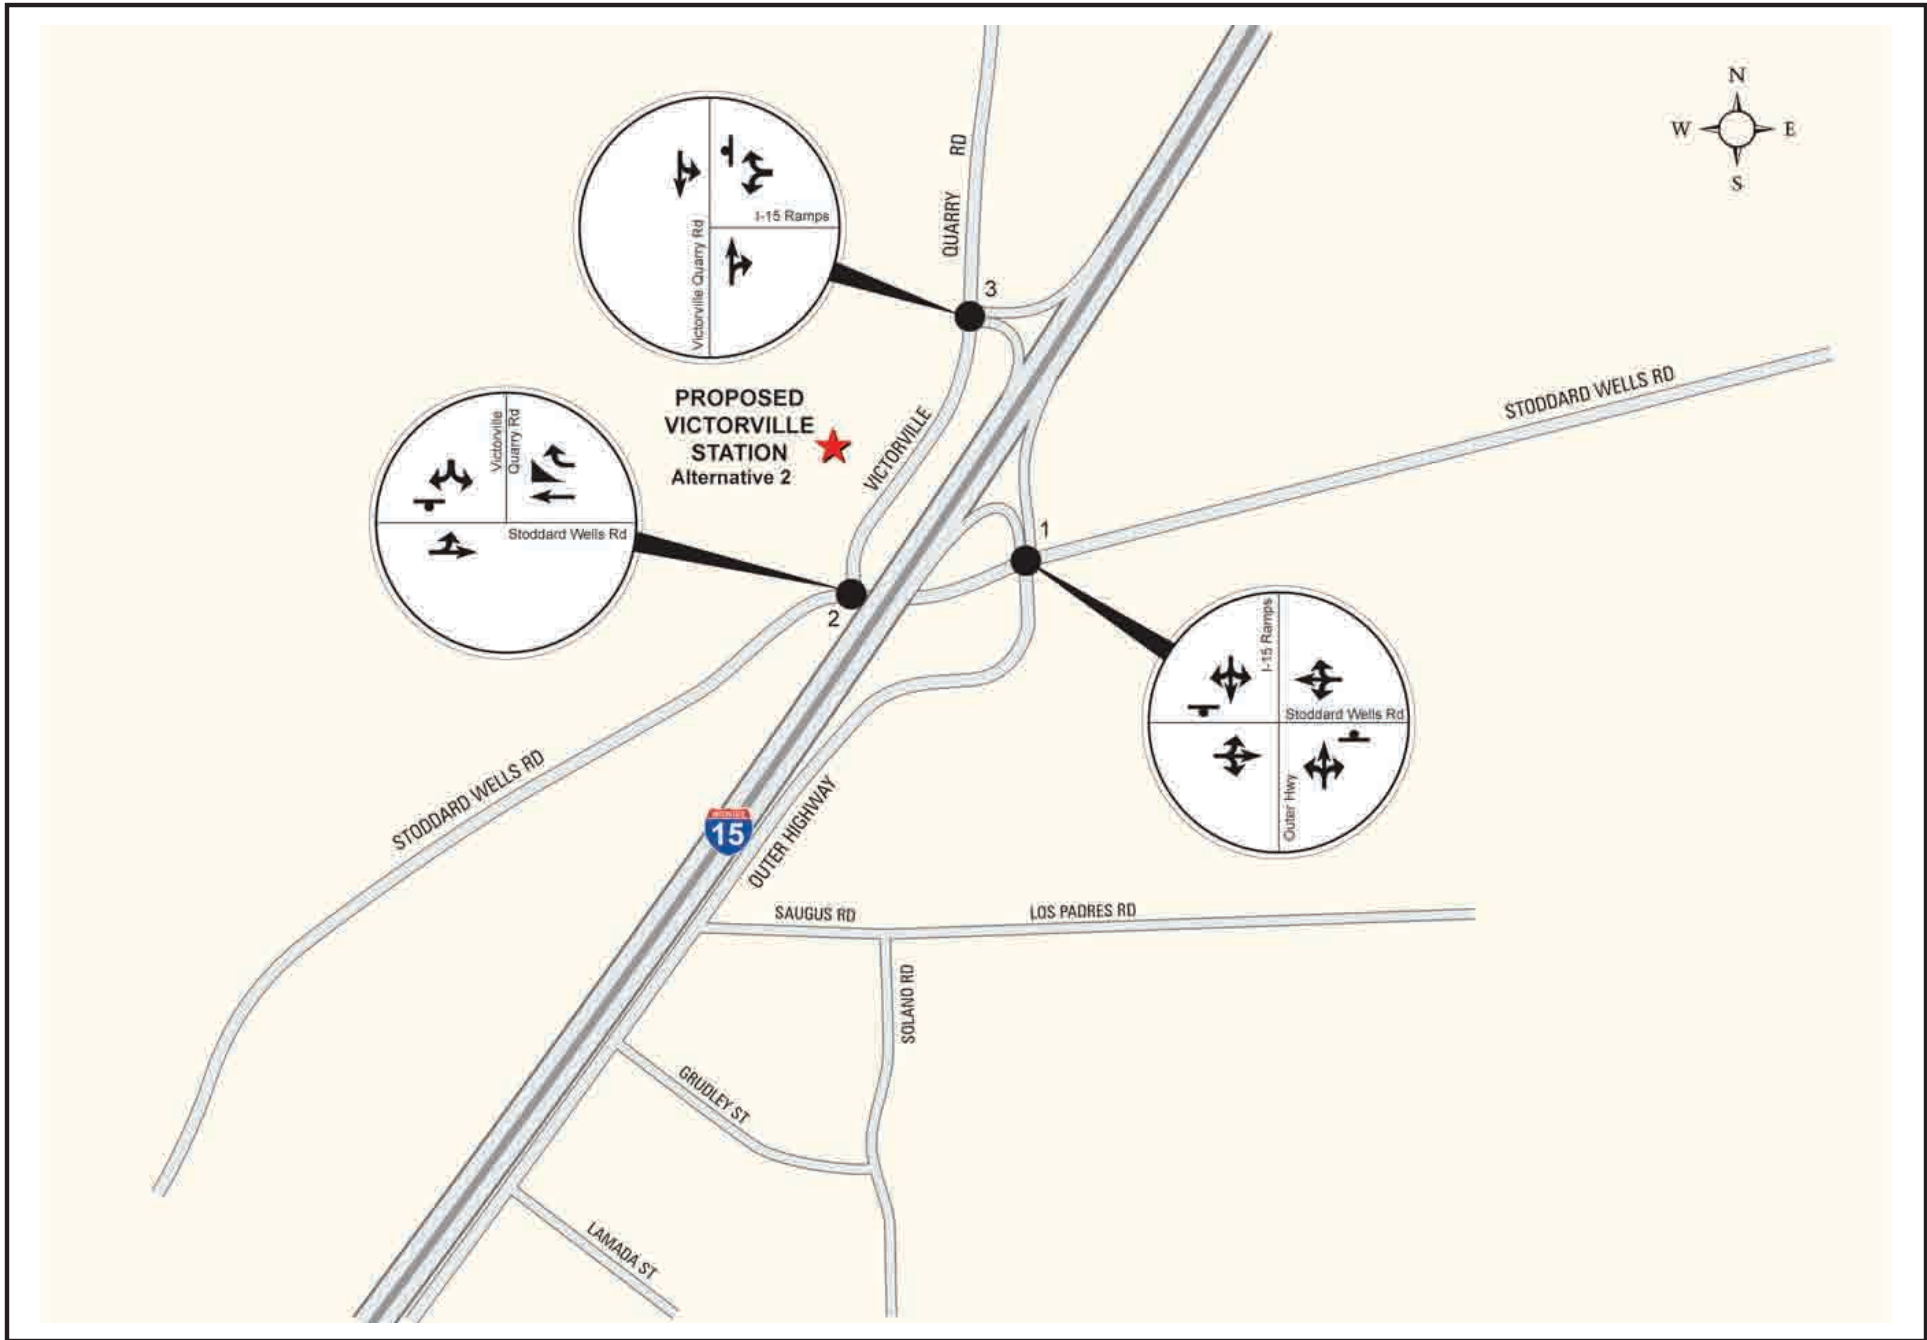 N
W E
S
QUARRY RD
I-15 Ramps
Victorville Quarry Rd
3
PROPOSED
VICTORVILLE
STATION
Alternative 2
VICTORVILLE
STODDARD WELLS RD
Victorville
Quarry Rd
Stoddard Wells Rd
1
2
I-15 Ramps
Stoddard Wells Rd
Outer Hwy
STODDARD WELLS RD
15
OUTER HIGHWAY
SAUGUS RD
LOS PADRES RD
SOLANO RD
GRUDLEY ST
LAMADA ST